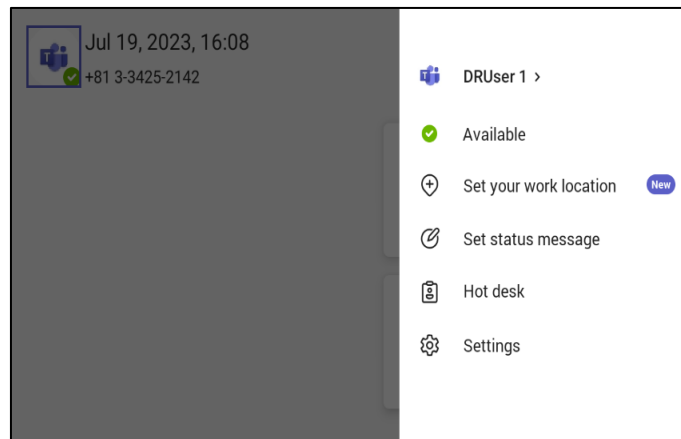 Jul 19, 2023, 16:08
+81 3-3425-2142
DRUser 1 >
Available
Set your work location New
Set status message
Hot desk
Settings